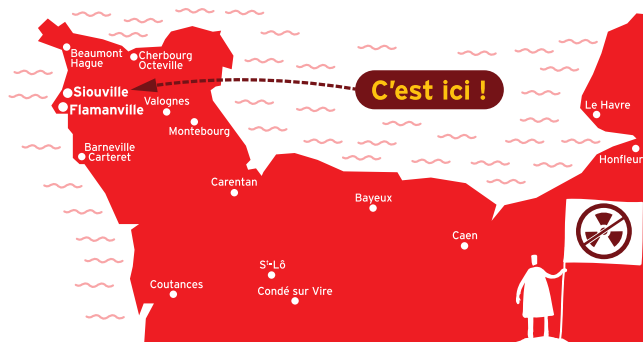 Beaumont
Hague
Cherbourg
Octeville
Siouville
Flamanville
Valognes
Montebourg
C'est ici !
Le Havre
Honfleur
Barneville
Carteret
Carentan
Bayeux
Caen
St-Lô
Coutances
Condé sur Vire